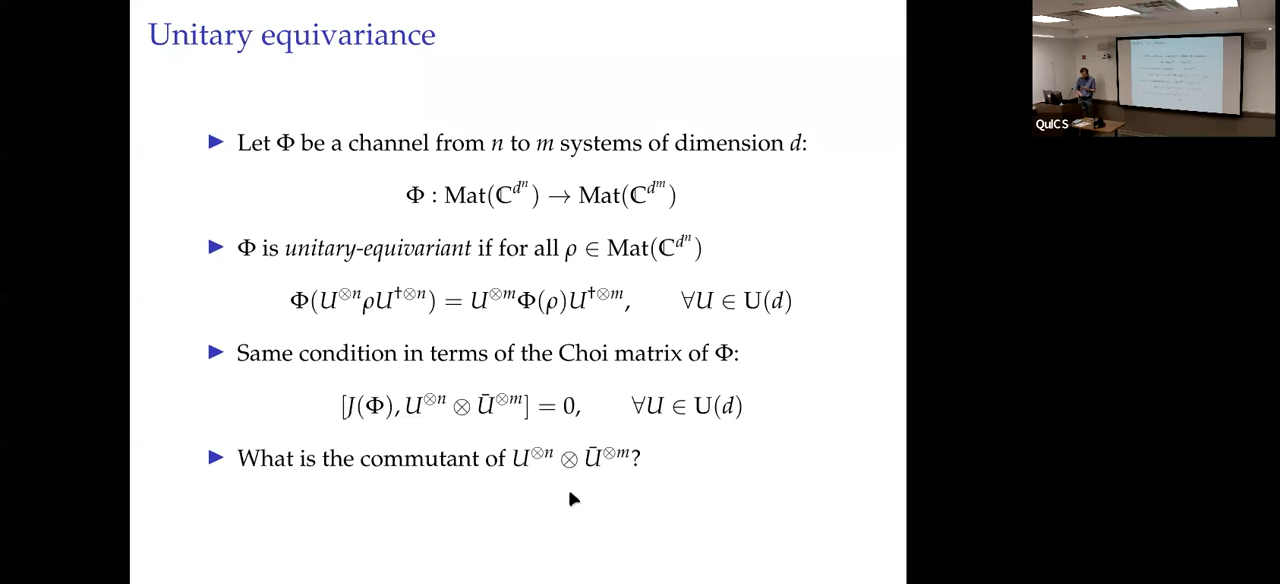 Unitary equivariance
▶ Let Φ be a channel from n to m systems of dimension d:
Φ : Mat(ℂ^{d^n}) → Mat(ℂ^{d^m})
▶ Φ is unitary-equivariant if for all ρ ∈ Mat(ℂ^{d^n})
Φ(U^{⊗n}ρU^{†⊗n}) = U^{⊗m}Φ(ρ)U^{†⊗m}, ∀U ∈ U(d)
▶ Same condition in terms of the Choi matrix of Φ:
[J(Φ), U^{⊗n} ⊗ Ū^{⊗m}] = 0, ∀U ∈ U(d)
▶ What is the commutant of U^{⊗n} ⊗ Ū^{⊗m}?
QuICS